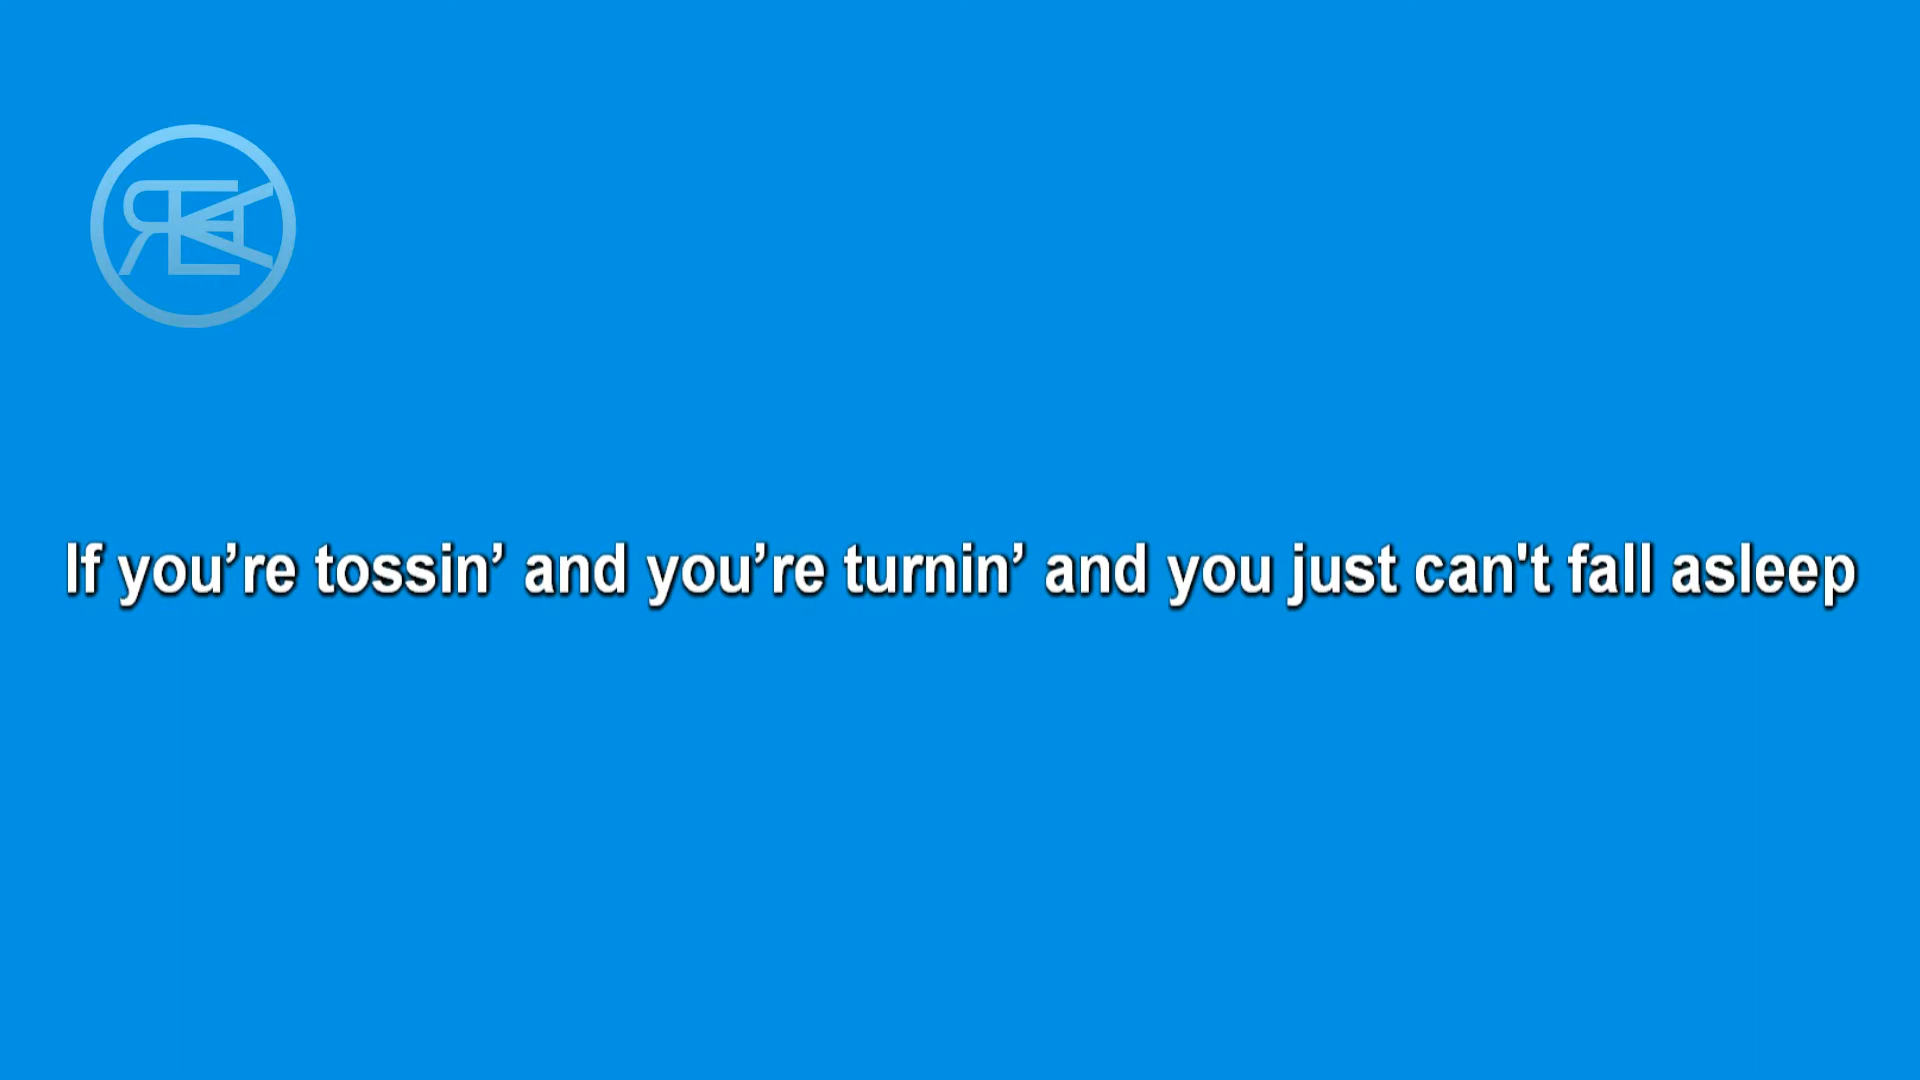 If you’re tossin’ and you’re turnin’ and you just can't fall asleep